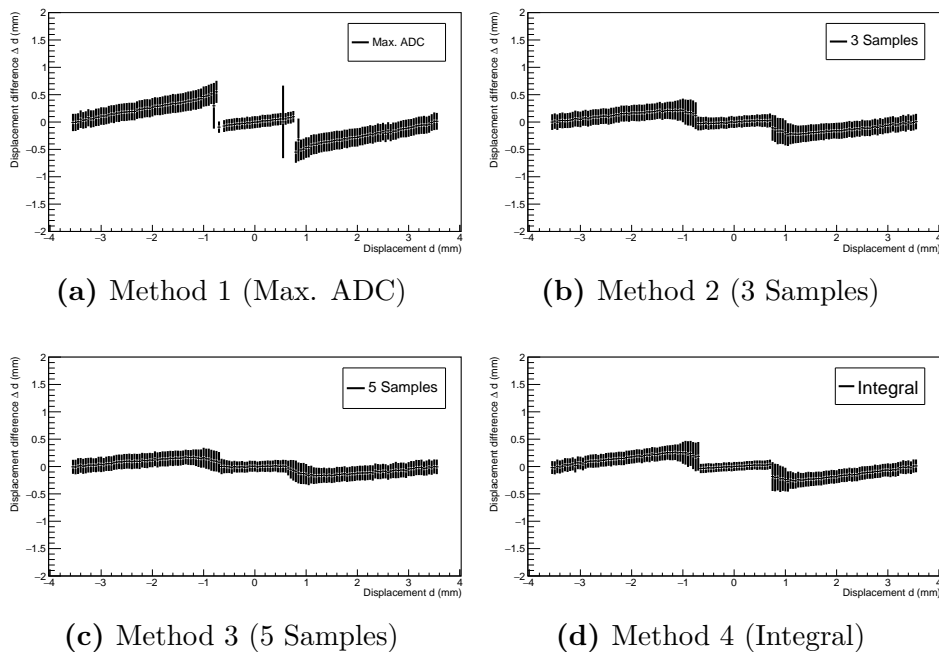 Displacement difference Δ d (mm)
2
1.5
1
0.5
0
−0.5
−1
−1.5
−2
−4 −3 −2 −1 0 1 2 3 4
Displacement d (mm)
Max. ADC
(a) Method 1 (Max. ADC)
Displacement difference Δ d (mm)
2
1.5
1
0.5
0
−0.5
−1
−1.5
−2
−4 −3 −2 −1 0 1 2 3 4
Displacement d (mm)
3 Samples
(b) Method 2 (3 Samples)
Displacement difference Δ d (mm)
2
1.5
1
0.5
0
−0.5
−1
−1.5
−2
−4 −3 −2 −1 0 1 2 3 4
Displacement d (mm)
5 Samples
(c) Method 3 (5 Samples)
Displacement difference Δ d (mm)
2
1.5
1
0.5
0
−0.5
−1
−1.5
−2
−4 −3 −2 −1 0 1 2 3 4
Displacement d (mm)
Integral
(d) Method 4 (Integral)